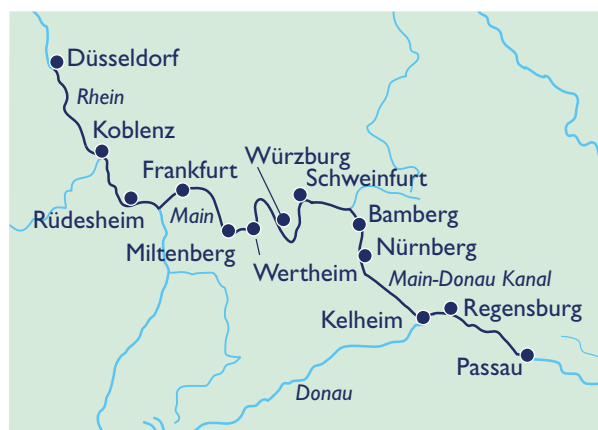 Düsseldorf
Rhein
Koblenz
Frankfurt
Würzburg
Schweinfurt
Rüdesheim
Main
Miltenberg
Wertheim
Bamberg
Nürnberg
Main-Donau Kanal
Kelheim
Regensburg
Passau
Donau